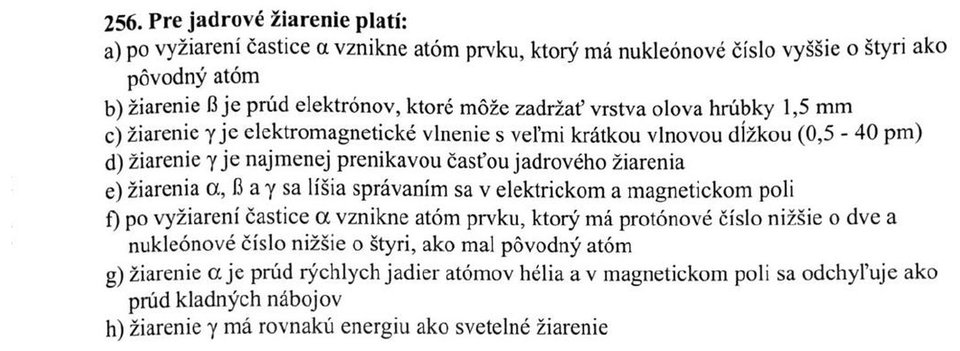 256. Pre jadrové žiarenie platí:
a) po vyžiarení častice α vznikne atóm prvku, ktorý má nukleónové číslo vyššie o štyri ako
pôvodný atóm
b) žiarenie ß je prúd elektrónov, ktoré môže zadržať vrstva olova hrúbky 1,5 mm
c) žiarenie γ je elektromagnetické vlnenie s veľmi krátkou vlnovou dĺžkou (0,5 - 40 pm)
d) žiarenie γ je najmenej prenikavou časťou jadrového žiarenia
e) žiarenia α, ß a γ sa líšia správaním sa v elektrickom a magnetickom poli
f) po vyžiarení častice α vznikne atóm prvku, ktorý má protónové číslo nižšie o dve a
nukleónové číslo nižšie o štyri, ako mal pôvodný atóm
g) žiarenie α je prúd rýchlych jadier atómov hélia a v magnetickom poli sa odchyľuje ako
prúd kladných nábojov
h) žiarenie γ má rovnakú energiu ako svetelné žiarenie